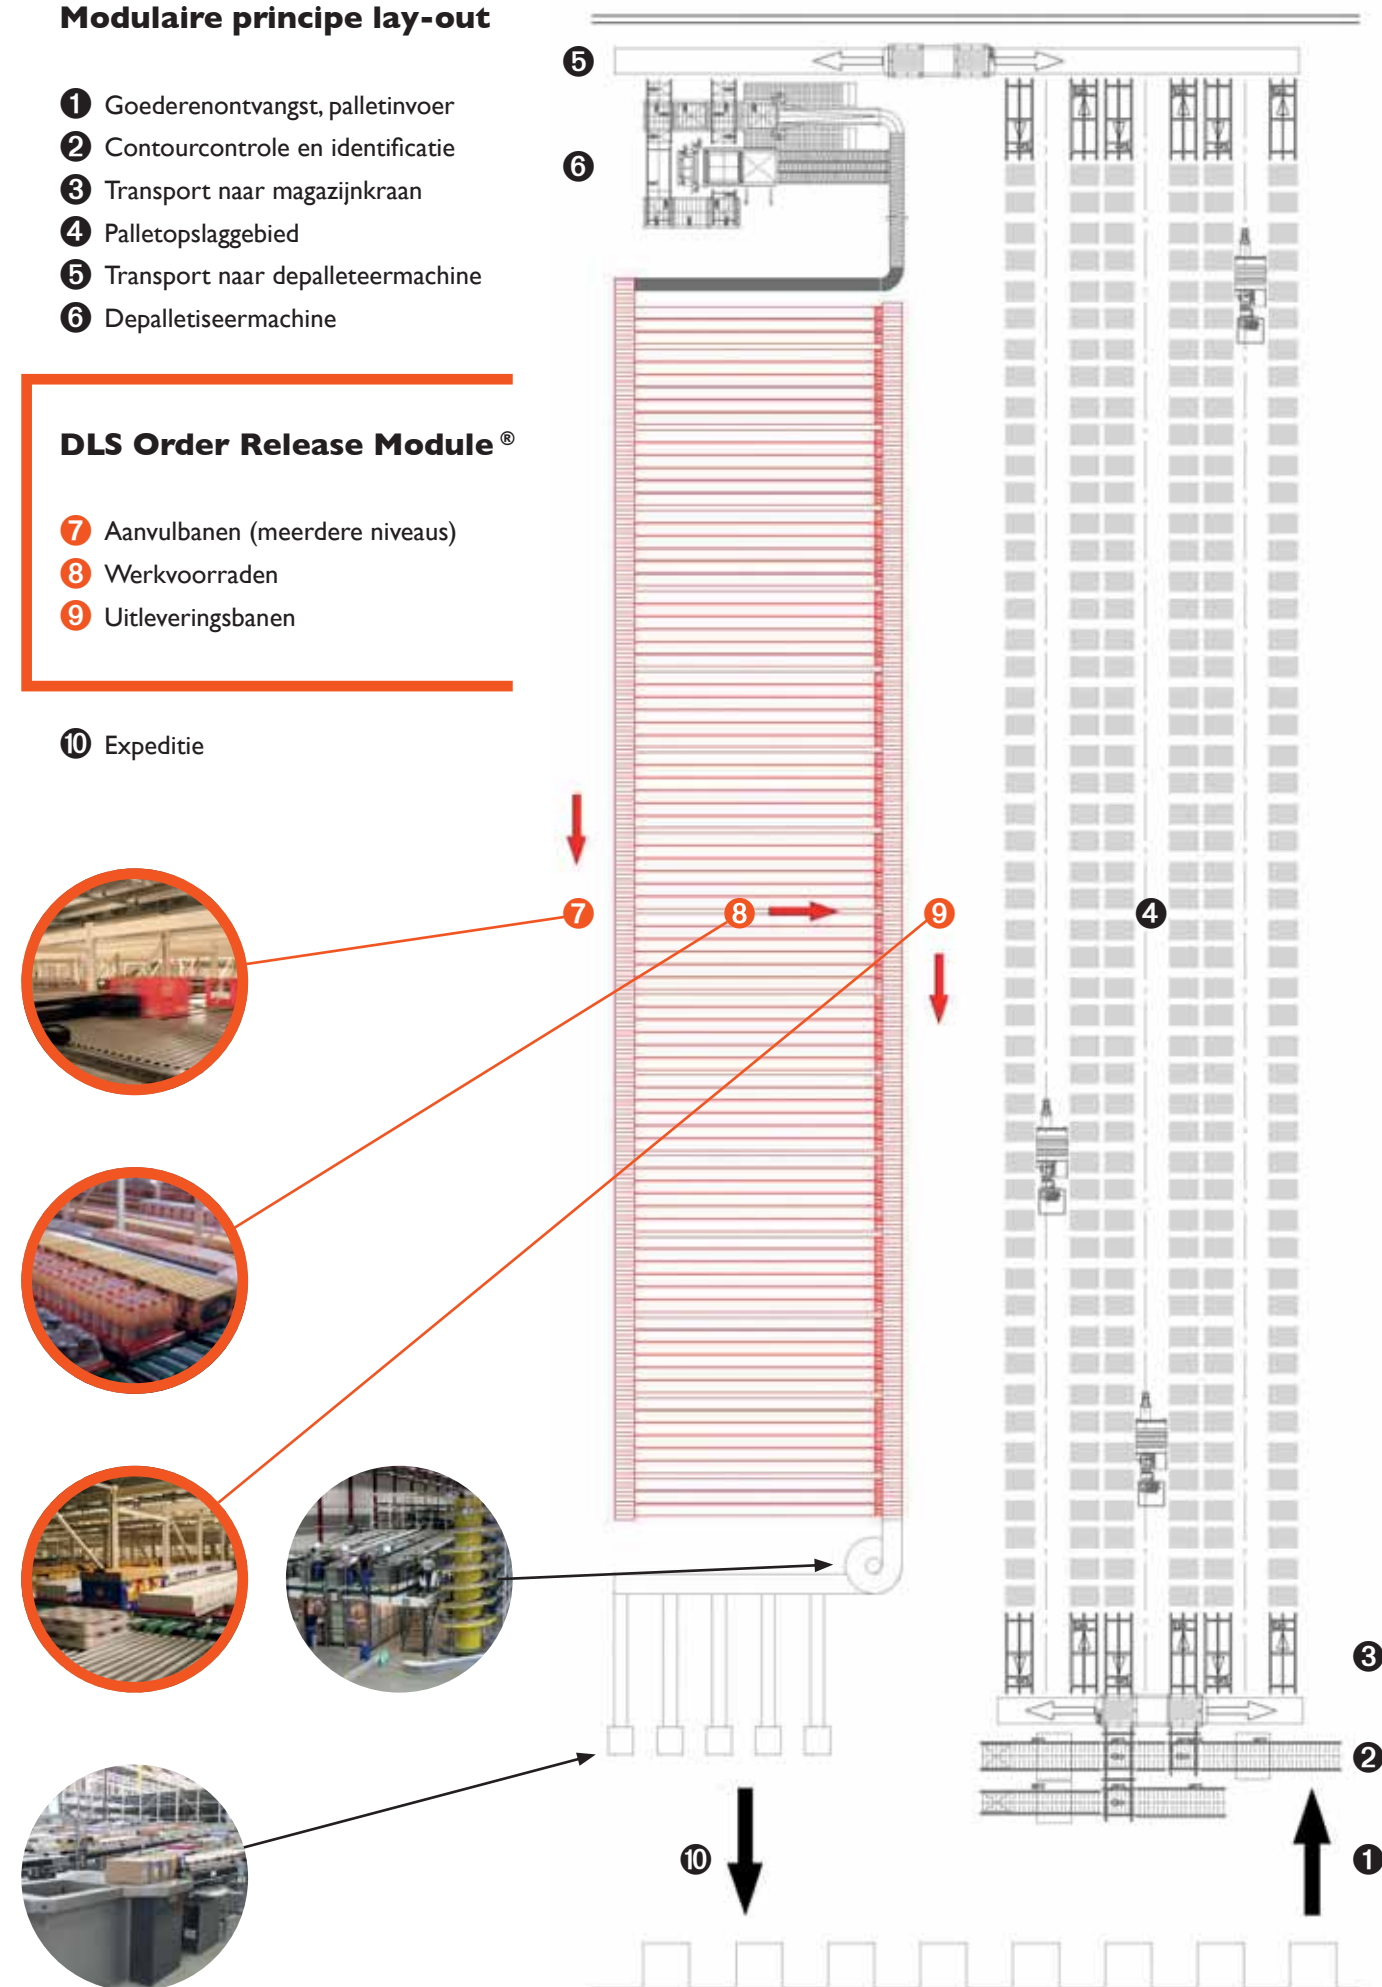 Modulaire principe lay-out
1 Goederenontvangst, palletinvoer
2 Contourcontrole en identificatie
3 Transport naar magazijnkraan
4 Palletopslaggebied
5 Transport naar depalleteermachine
6 Depalletiseermachine
DLS Order Release Module ®
7 Aanvulbanen (meerdere niveaus)
8 Werkvoorraden
9 Uitleveringsbanen
10 Expeditie
5
6
7
8
9
4
3
2
10
1